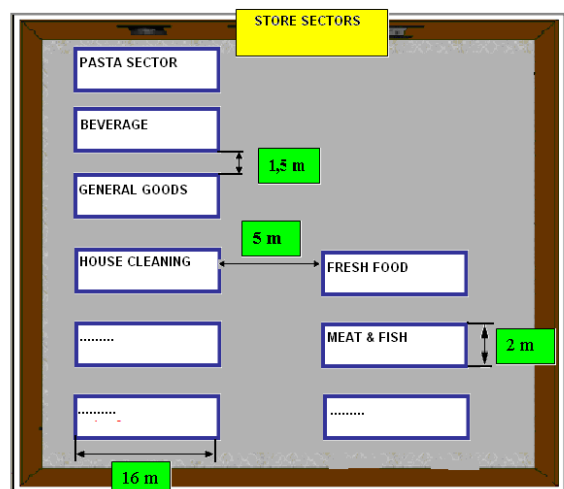 STORE SECTORS
PASTA SECTOR
BEVERAGE
1,5 m
GENERAL GOODS
5 m
HOUSE CLEANING
FRESH FOOD
.........
MEAT & FISH
2 m
..........
.........
16 m